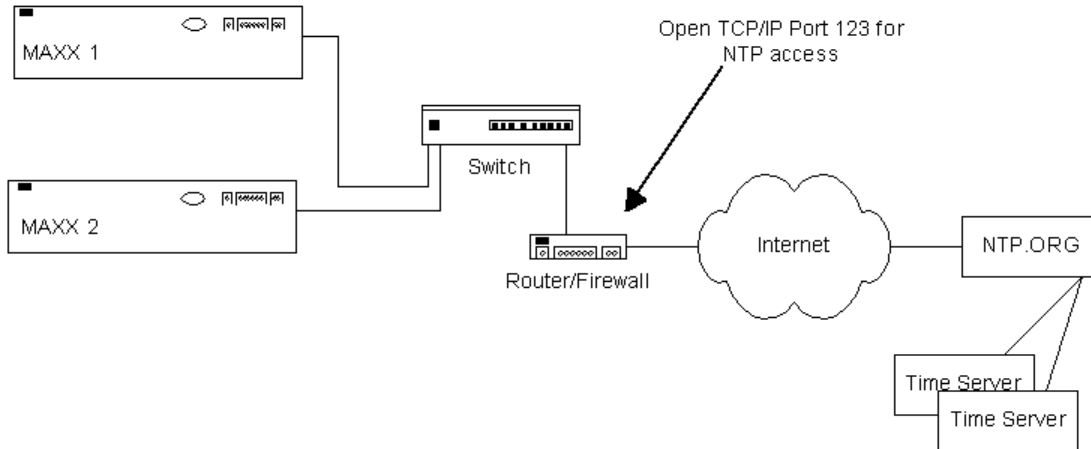 MAXX 1
Open TCP/IP Port 123 for
NTP access
Switch
MAXX 2
Internet
NTP.ORG
Router/Firewall
Time Server
Time Server